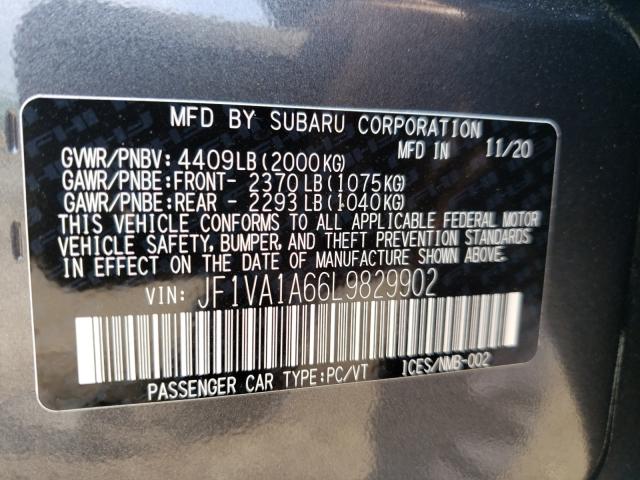 MFD BY SUBARU CORPORATION
MFD IN 11/20
GVWR/PNBV: 4409LB(2000KG)
GAWR/PNBE:FRONT- 2370LB(1075KG)
GAWR/PNBE:REAR - 2293LB(1040KG)
THIS VEHICLE CONFORMS TO ALL APPLICABLE FEDERAL MOTOR
VEHICLE SAFETY, BUMPER, AND THEFT PREVENTION STANDARDS
IN EFFECT ON THE DATE OF MANUFACTURE SHOWN ABOVE.
VIN: JF1VA1A66L9829902
PASSENGER CAR TYPE:PC/VT
ICES/NMB-002